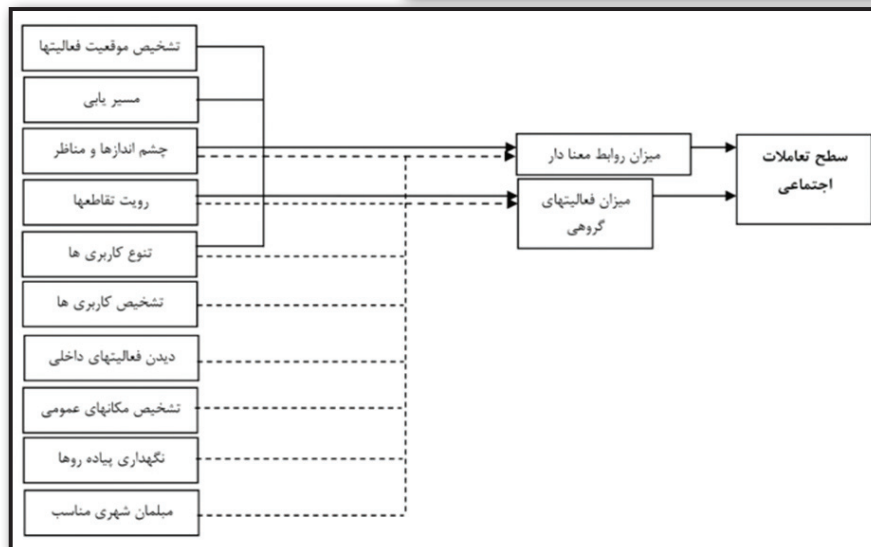 تشخیص موقعیت فعالیتها
مسیر یابی
چشم اندازها و مناظر
رویت تقاطعها
تنوع کاربری ها
تشخیص کاربری ها
دیدن فعالیتهای داخلی
تشخیص مکانهای عمومی
نگهداری پیاده روها
مبلمان شهری مناسب
میزان روابط معنا دار
میزان فعالیتهای
گروهی
سطح تعاملات
اجتماعی